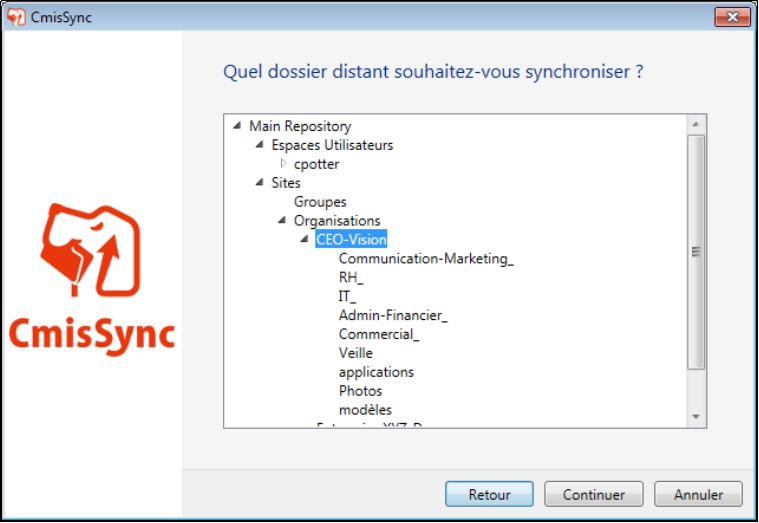 CmisSync
Quel dossier distant souhaitez-vous synchroniser ?
Main Repository
Espaces Utilisateurs
cpotter
Sites
Groupes
Organisations
CEO-Vision
Communication-Marketing_
RH_
IT_
Admin-Financier_
Commercial_
Veille
applications
Photos
modèles
CmisSync
Retour
Continuer
Annuler